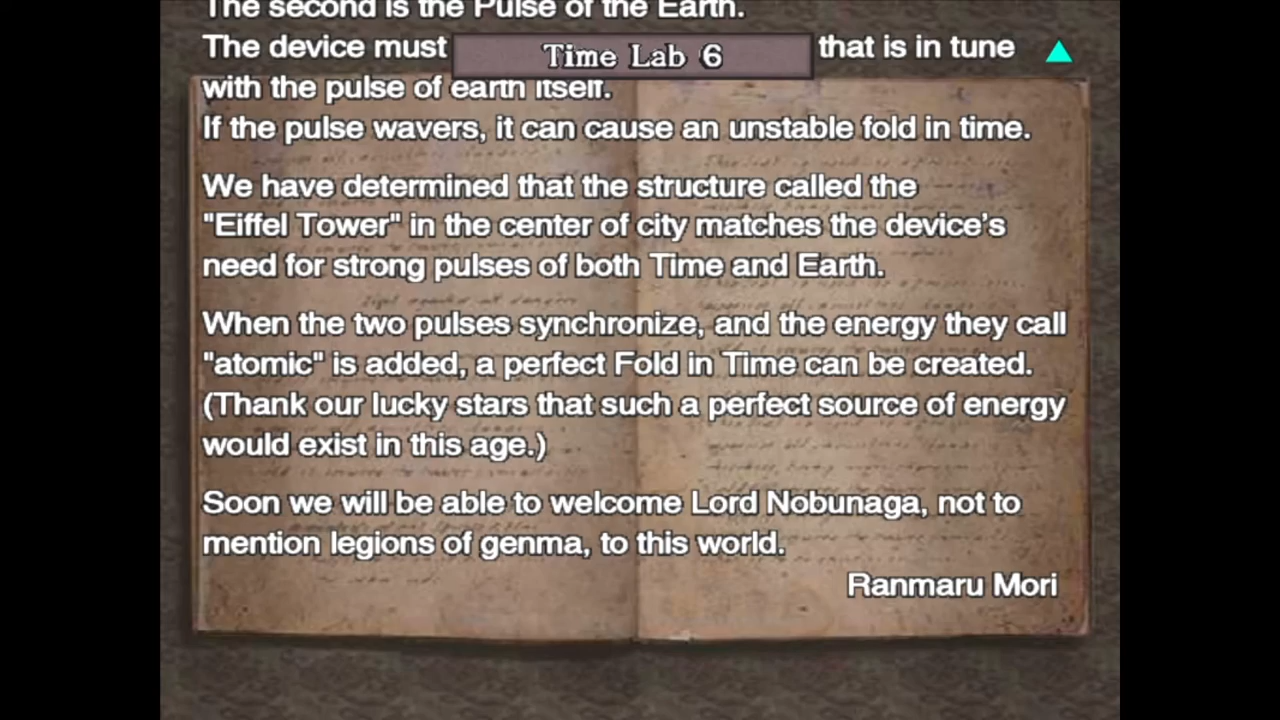 The second is the Pulse of the Earth.
The device must that is in tune
Time Lab 6
with the pulse of earth itself.
If the pulse wavers, it can cause an unstable fold in time.
We have determined that the structure called the
"Eiffel Tower" in the center of city matches the device's
need for strong pulses of both Time and Earth.
When the two pulses synchronize, and the energy they call
"atomic" is added, a perfect Fold in Time can be created.
(Thank our lucky stars that such a perfect source of energy
would exist in this age.)
Soon we will be able to welcome Lord Nobunaga, not to
mention legions of genma, to this world.
Ranmaru Mori